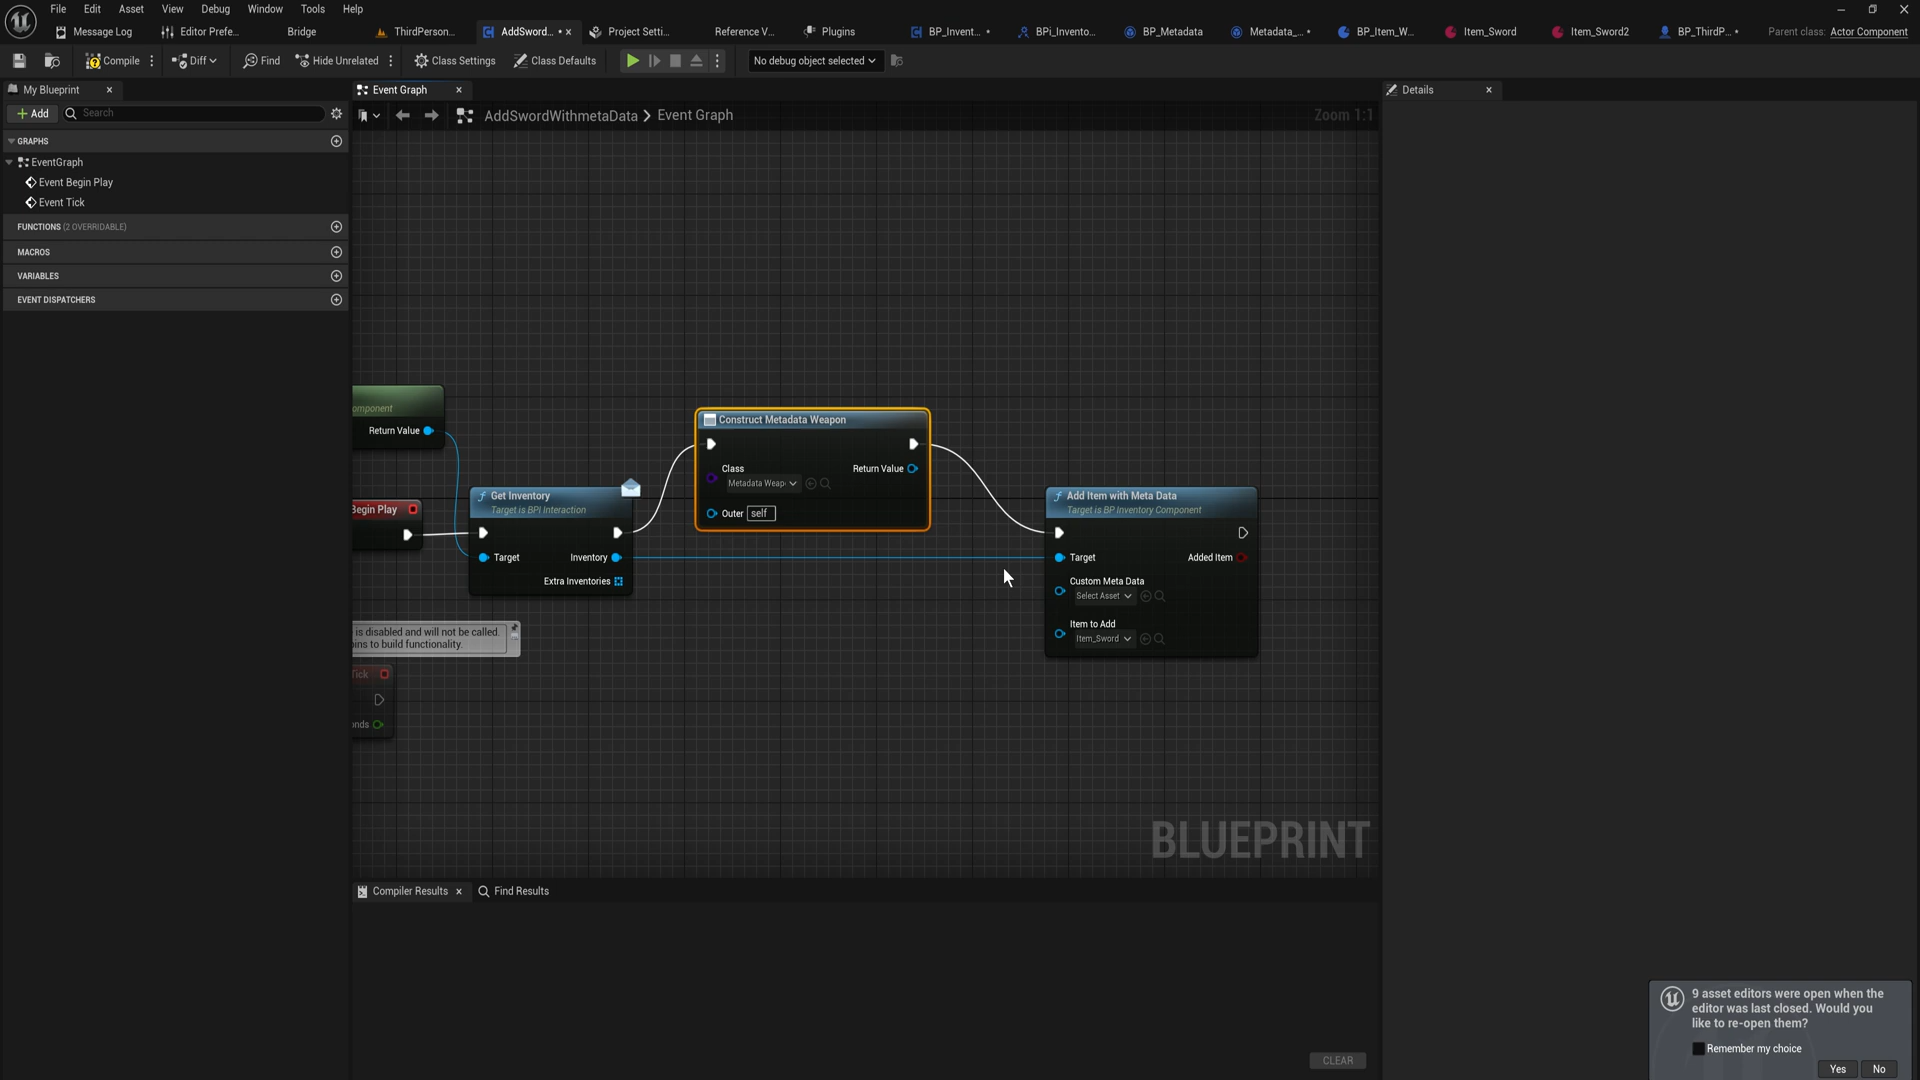 File Edit Asset View Debug Window Tools Help
Message Log Editor Prefe... Bridge ThirdPerson... AddSword... • Project Setti... Reference V... Plugins BP_Invent... • BPi_Invento... BP_Metadata Metadata_... • BP_Item_W... Item_Sword Item_Sword2 BP_ThirdP... • Parent class: Actor Component
Compile Diff Find Hide Unrelated Class Settings Class Defaults No debug object selected
My Blueprint
Event Graph
Details
+ Add Search
AddSwordWithmetaData > Event Graph Zoom 1:1
GRAPHS
EventGraph
Event Begin Play
Event Tick
FUNCTIONS (2 OVERRIDABLE)
MACROS
VARIABLES
EVENT DISPATCHERS
omponent
Return Value
Begin Play
f Get Inventory
Target is BPI Interaction
Target Inventory
Extra Inventories
Construct Metadata Weapon
Class Return Value
Metadata Weap
Outer self
f Add Item with Meta Data
Target is BP Inventory Component
Target Added Item
Custom Meta Data
Select Asset
Item to Add
Item_Sword
is disabled and will not be called.
ins to build functionality.
Tick
onds
BLUEPRINT
Compiler Results Find Results
CLEAR
9 asset editors were open when the
editor was last closed. Would you
like to re-open them?
Remember my choice
Yes No